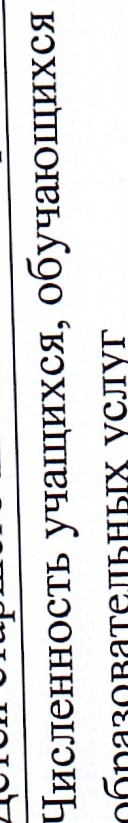 Численность учащихся, обучающихся
образовательных услуг